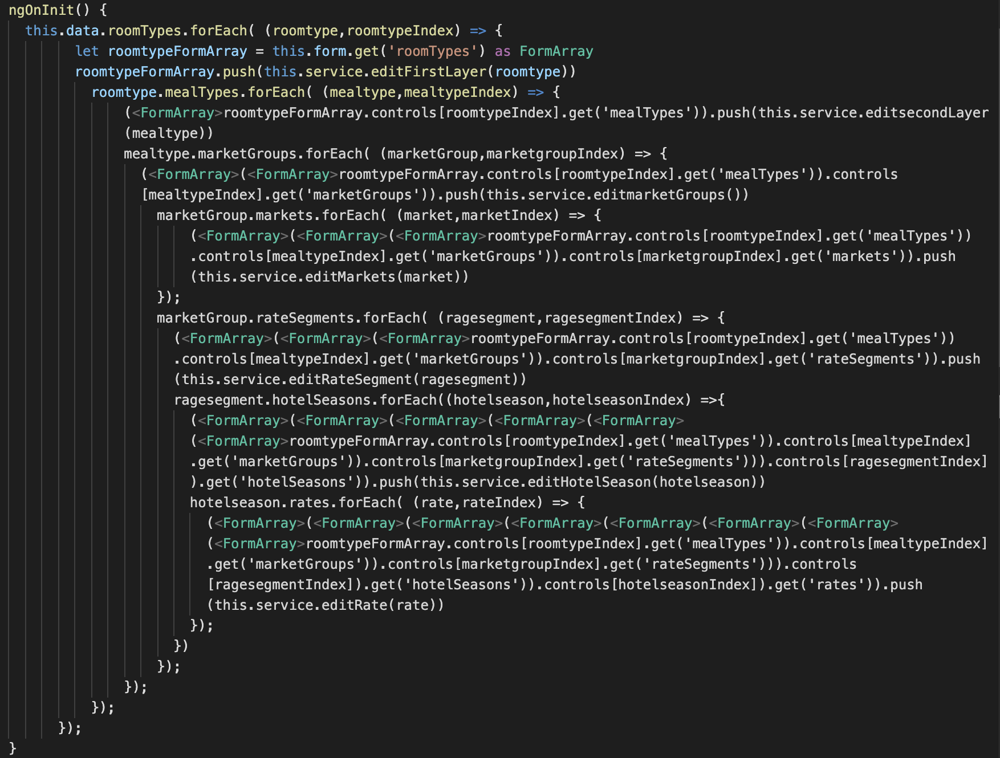 ngOnInit() {
this.data.roomTypes.forEach( (roomtype,roomtypeIndex) => {
let roomtypeFormArray = this.form.get('roomTypes') as FormArray
roomtypeFormArray.push(this.service.editFirstLayer(roomtype))
roomtype.mealTypes.forEach( (mealtype,mealtypeIndex) => {
(<FormArray>roomtypeFormArray.controls[roomtypeIndex].get('mealTypes')).push(this.service.editsecondLayer
(mealtype))
mealtype.marketGroups.forEach( (marketGroup,marketgroupIndex) => {
(<FormArray>(<FormArray>roomtypeFormArray.controls[roomtypeIndex].get('mealTypes')).controls
[mealtypeIndex].get('marketGroups')).push(this.service.editmarketGroups())
marketGroup.markets.forEach( (market,marketIndex) => {
(<FormArray>(<FormArray>(<FormArray>roomtypeFormArray.controls[roomtypeIndex].get('mealTypes'))
.controls[mealtypeIndex].get('marketGroups')).controls[marketgroupIndex].get('markets')).push
(this.service.editMarkets(market))
});
marketGroup.rateSegments.forEach( (ragesegment,ragesegmentIndex) => {
(<FormArray>(<FormArray>(<FormArray>roomtypeFormArray.controls[roomtypeIndex].get('mealTypes'))
.controls[mealtypeIndex].get('marketGroups')).controls[marketgroupIndex].get('rateSegments')).push
(this.service.editRateSegment(ragesegment))
ragesegment.hotelSeasons.forEach((hotelseason,hotelseasonIndex) =>{
(<FormArray>(<FormArray>(<FormArray>(<FormArray>(<FormArray>
(<FormArray>roomtypeFormArray.controls[roomtypeIndex].get('mealTypes')).controls[mealtypeIndex]
.get('marketGroups')).controls[marketgroupIndex].get('rateSegments'))).controls[ragesegmentIndex]
).get('hotelSeasons')).push(this.service.editHotelSeason(hotelseason))
hotelseason.rates.forEach( (rate,rateIndex) => {
(<FormArray>(<FormArray>(<FormArray>(<FormArray>(<FormArray>(<FormArray>(<FormArray>
(<FormArray>roomtypeFormArray.controls[roomtypeIndex].get('mealTypes')).controls[mealtypeIndex]
.get('marketGroups')).controls[marketgroupIndex].get('rateSegments'))).controls
[ragesegmentIndex]).get('hotelSeasons')).controls[hotelseasonIndex]).get('rates')).push
(this.service.editRate(rate))
});
})
});
});
});
});
}